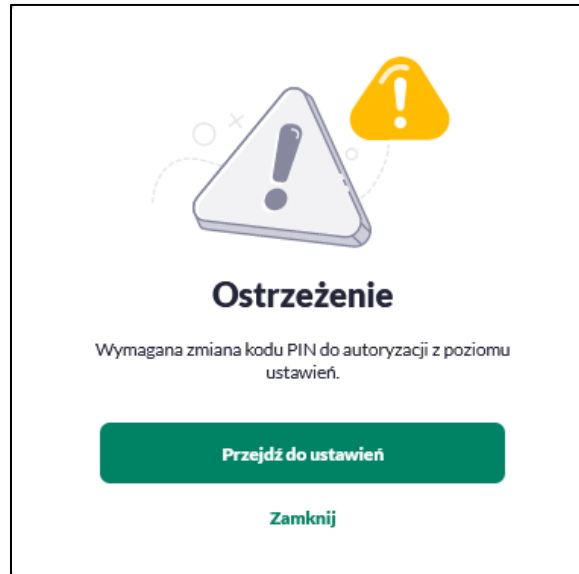 Ostrzeżenie
Wymagana zmiana kodu PIN do autoryzacji z poziomu
ustawień.
Przejdź do ustawień
Zamknij